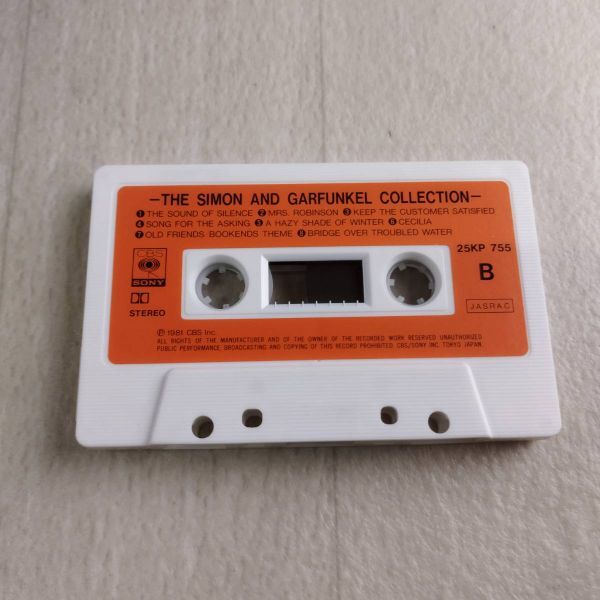 -THE SIMON AND GARFUNKEL COLLECTION-
❶THE SOUND OF SILENCE ❷MRS. ROBINSON ❸KEEP THE CUSTOMER SATISFIED
❹SONG FOR THE ASKING ❺A HAZY SHADE OF WINTER ❻CECILIA
❼OLD FRIENDS/BOOKENDS THEME ❽BRIDGE OVER TROUBLED WATER
CBS
SONY
STEREO
25KP 755
B
JASRAC
Ⓟ1981 CBS Inc.
ALL RIGHTS OF THE MANUFACTURER AND OF THE OWNER OF THE RECORDED WORK RESERVED UNAUTHORIZED
PUBLIC PERFORMANCE, BROADCASTING AND COPYING OF THIS RECORD PROHIBITED. CBS/SONY INC. TOKYO JAPAN.